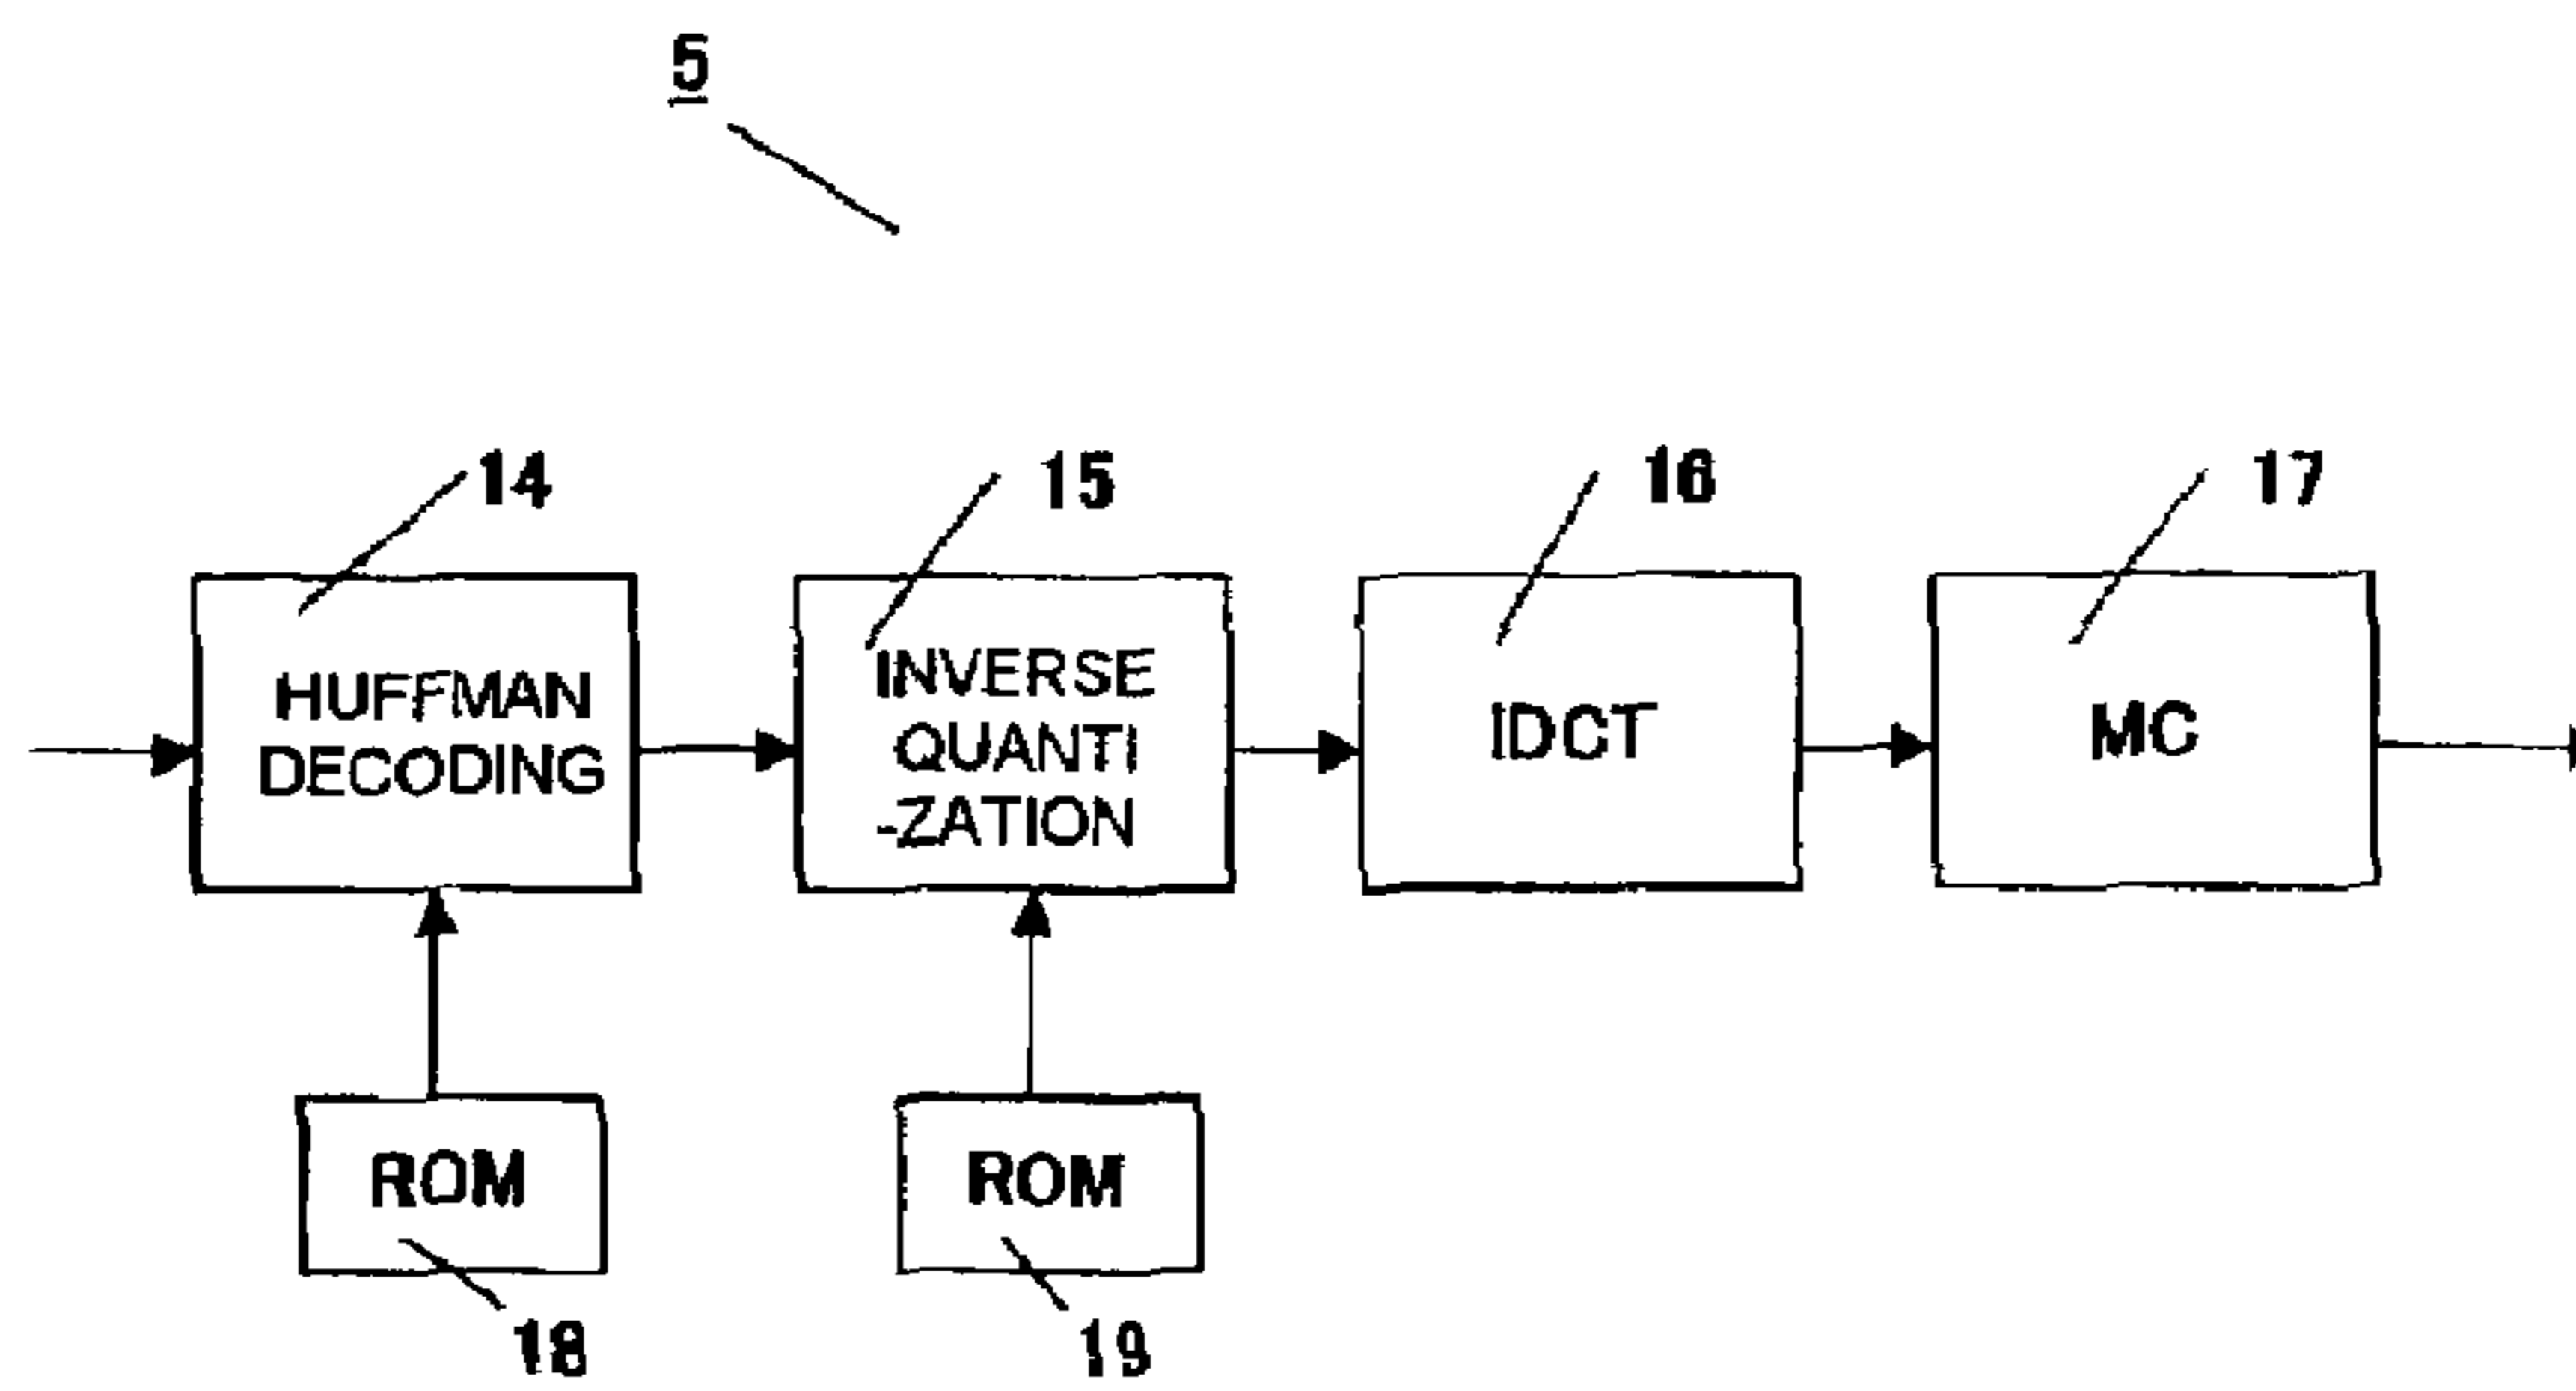 5
14
15
16
17
HUFFMAN
DECODING
INVERSE
QUANTI
-ZATION
IDCT
MC
ROM
ROM
18
19